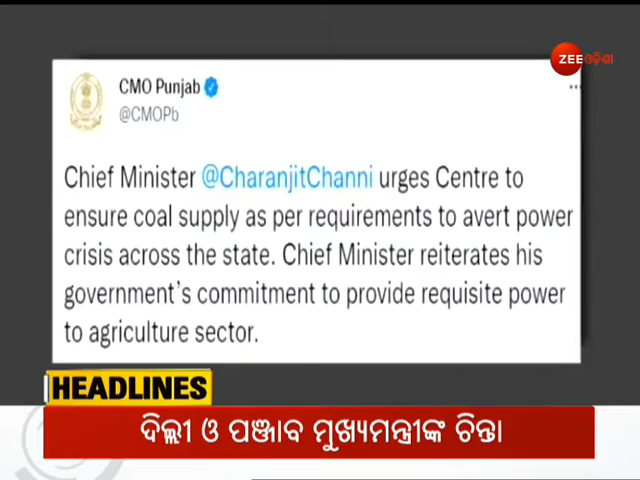 ZEEଓଡ଼ିଶା
CMO Punjab
@CMOPb
Chief Minister @CharanjitChanni urges Centre to
ensure coal supply as per requirements to avert power
crisis across the state. Chief Minister reiterates his
government's commitment to provide requisite power
to agriculture sector.
HEADLINES
ଦିଲ୍ଲୀ ଓ ପଞ୍ଜାବ ମୁଖ୍ୟମନ୍ତ୍ରୀଙ୍କ ଚିନ୍ତା